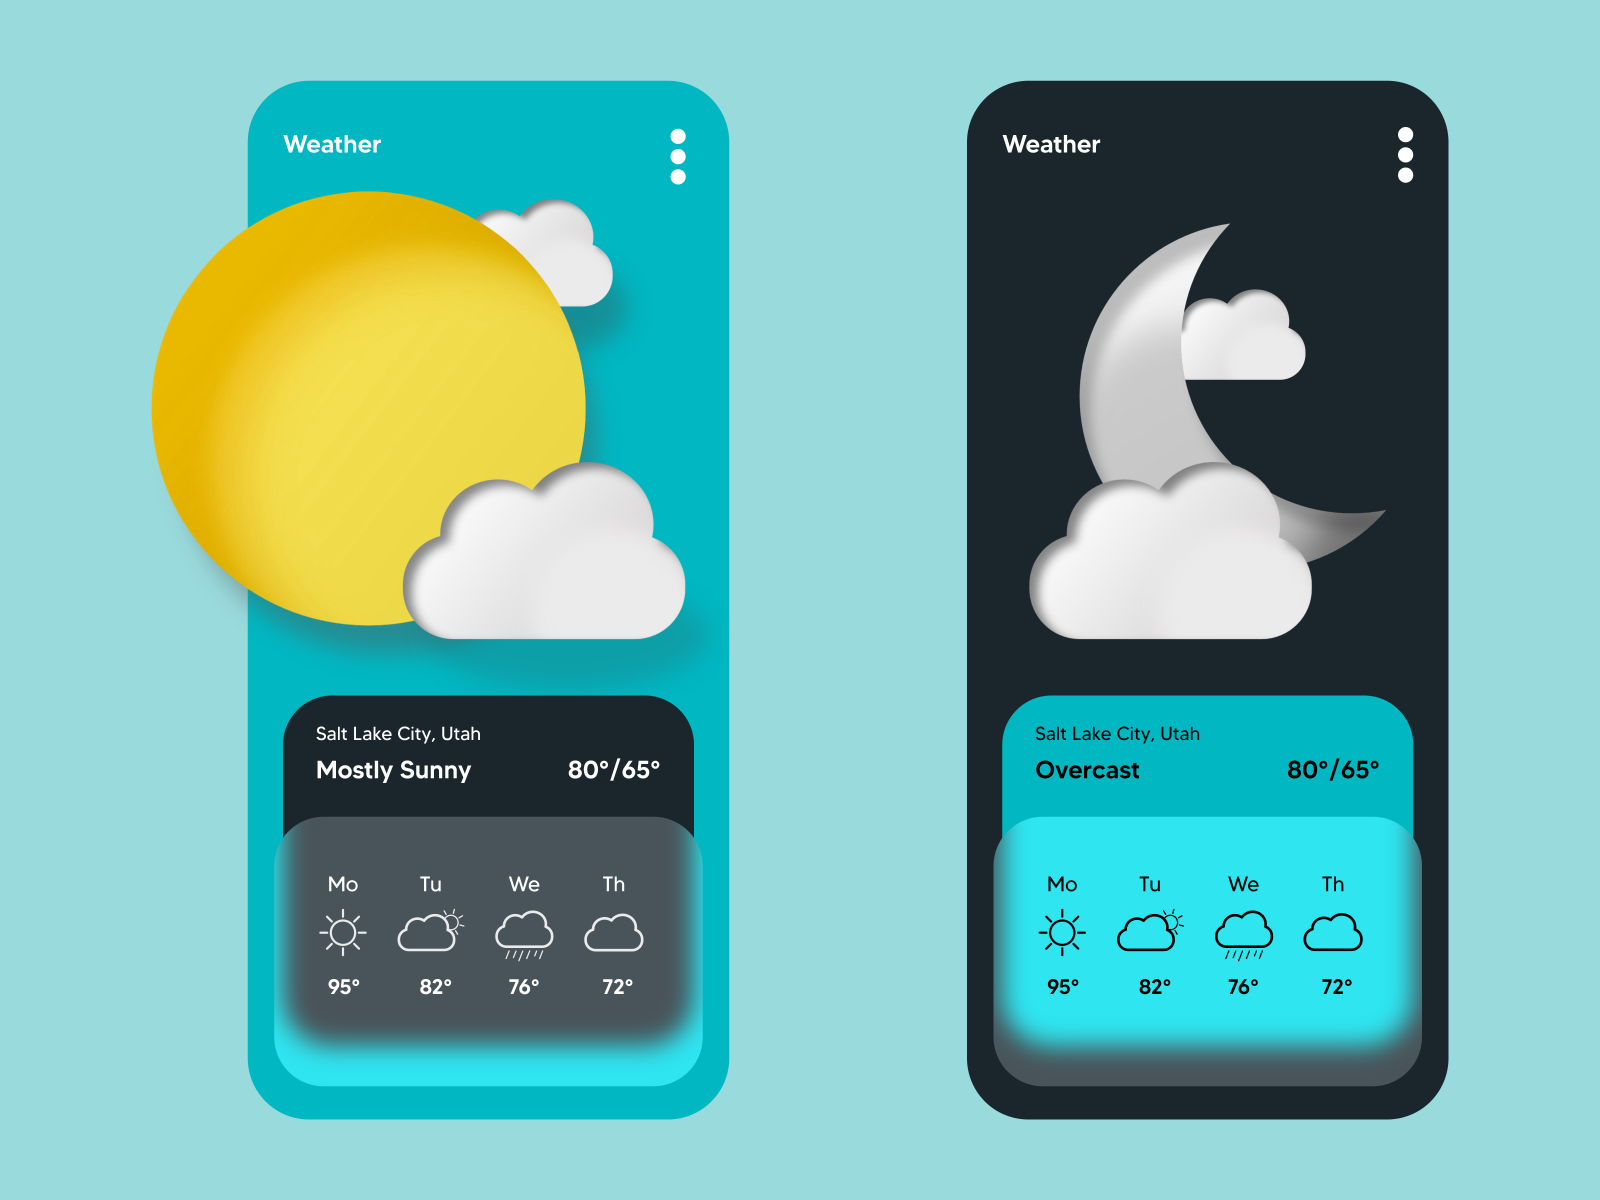 Weather
Salt Lake City, Utah
Mostly Sunny 80°/65°
Mo Tu We Th
95° 82° 76° 72°
Weather
Salt Lake City, Utah
Overcast 80°/65°
Mo Tu We Th
95° 82° 76° 72°